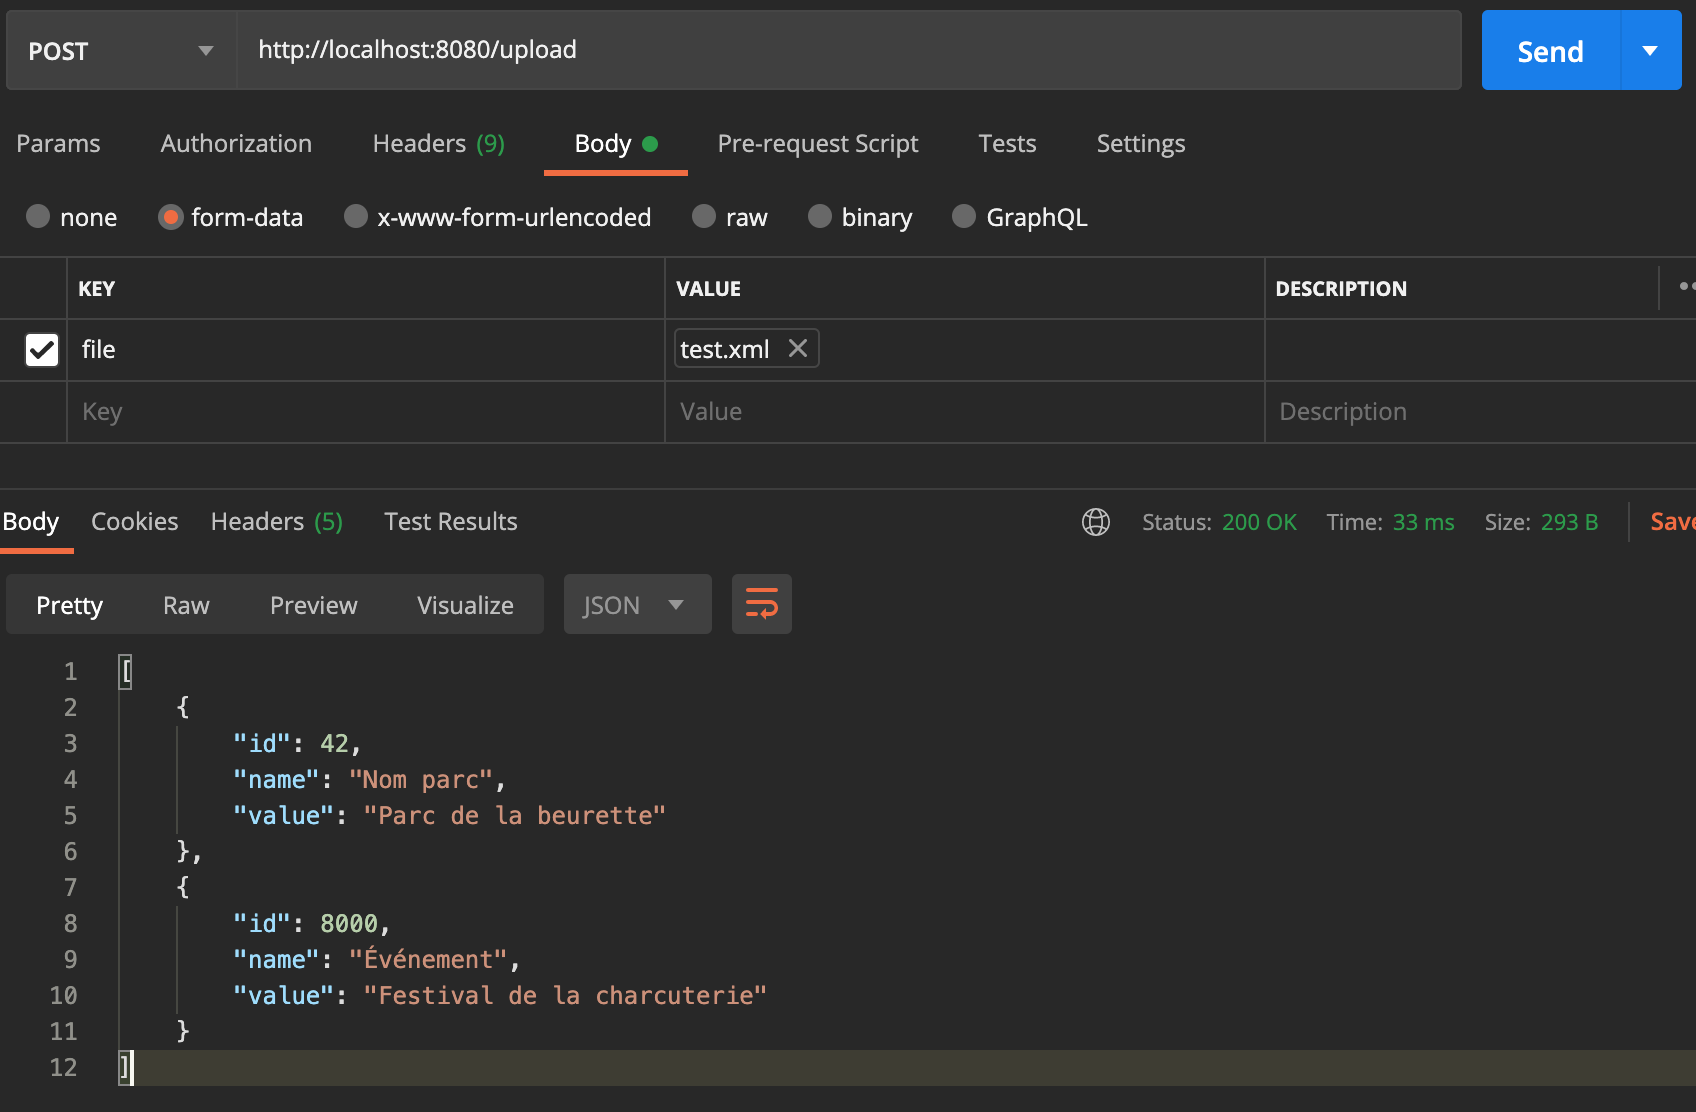 POST http://localhost:8080/upload Send
Params Authorization Headers (9) Body Pre-request Script Tests Settings
none form-data x-www-form-urlencoded raw binary GraphQL
KEY VALUE DESCRIPTION
file test.xml
Key Value Description
Body Cookies Headers (5) Test Results Status: 200 OK Time: 33 ms Size: 293 B Save
Pretty Raw Preview Visualize JSON
1 [
2 {
3 "id": 42,
4 "name": "Nom parc",
5 "value": "Parc de la beurette"
6 },
7 {
8 "id": 8000,
9 "name": "Événement",
10 "value": "Festival de la charcuterie"
11 }
12 ]